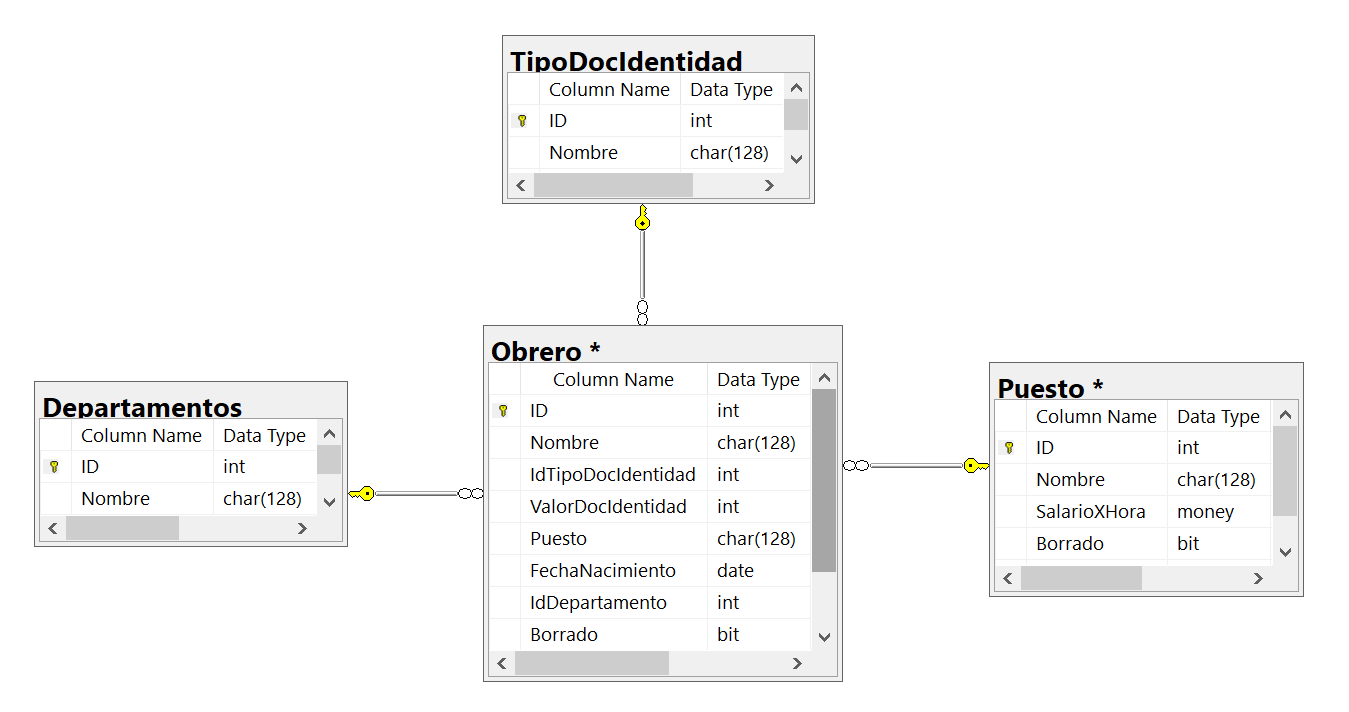 TipoDocIdentidad
Column Name Data Type
ID int
Nombre char(128)
Obrero *
Column Name Data Type
ID int
Nombre char(128)
IdTipoDocIdentidad int
ValorDocIdentidad int
Puesto char(128)
FechaNacimiento date
IdDepartamento int
Borrado bit
Departamentos
Column Name Data Type
ID int
Nombre char(128)
Puesto *
Column Name Data Type
ID int
Nombre char(128)
SalarioXHora money
Borrado bit